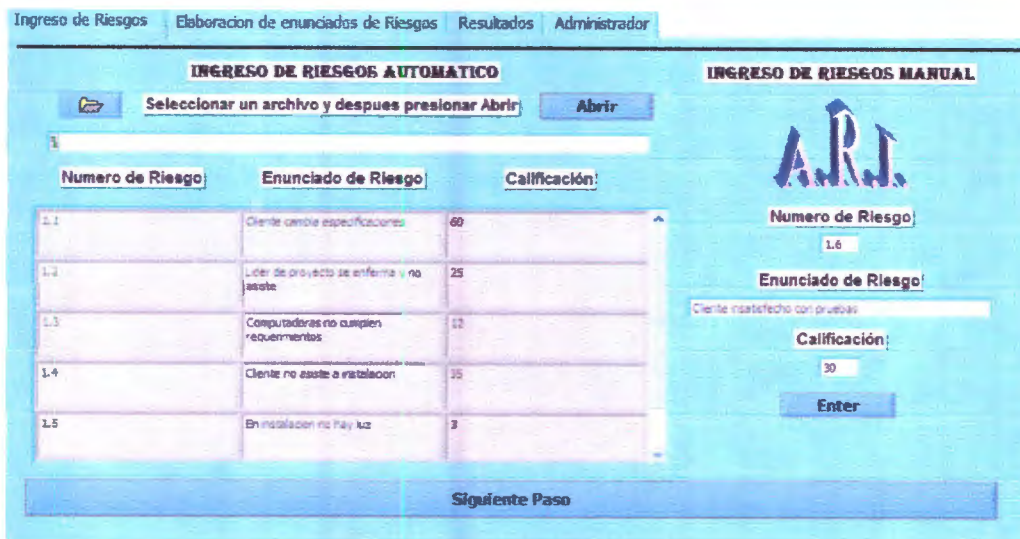 Ingreso de Riesgos Elaboracion de enunciados de Riesgos Resultados Administrador
INGRESO DE RIESGOS AUTOMATICO
Seleccionar un archivo y despues presionar Abrir Abrir
1
Numero de Riesgo Enunciado de Riesgo Calificación
1.1 Cliente cambia especificaciones 60
1.2 Lider de proyecto se enferma y no
asiste 25
1.3 Computadoras no cumplen
requerimientos 12
1.4 Cliente no asiste a instalacion 35
1.5 En instalacion no hay luz 3
INGRESO DE RIESGOS MANUAL
A.R.I.
Numero de Riesgo
1.6
Enunciado de Riesgo
Cliente insatisfecho con pruebas
Calificación
30
Enter
Siguiente Paso